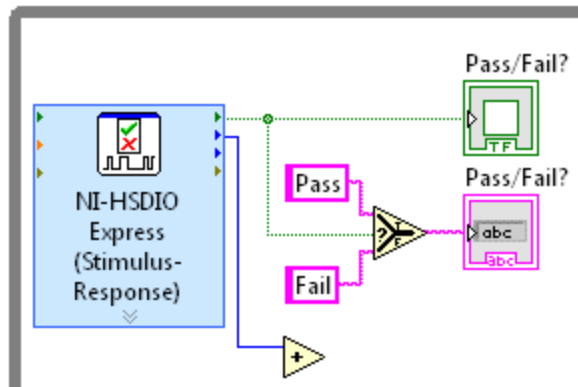 Pass/Fail?
TF
NI-HSDIO
Express
(Stimulus-
Response)
Pass
Pass/Fail?
?
T
F
abc
abc
Fail
+